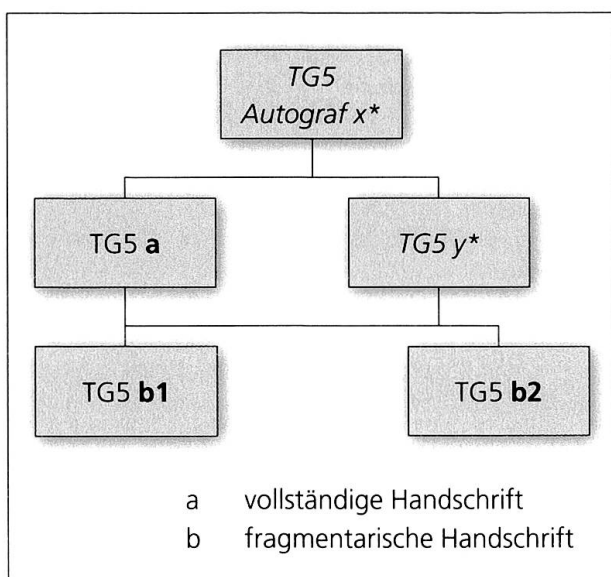 TG5
Autograf x*
TG5 a
TG5 y*
TG5 b1
TG5 b2
a vollständige Handschrift
b fragmentarische Handschrift